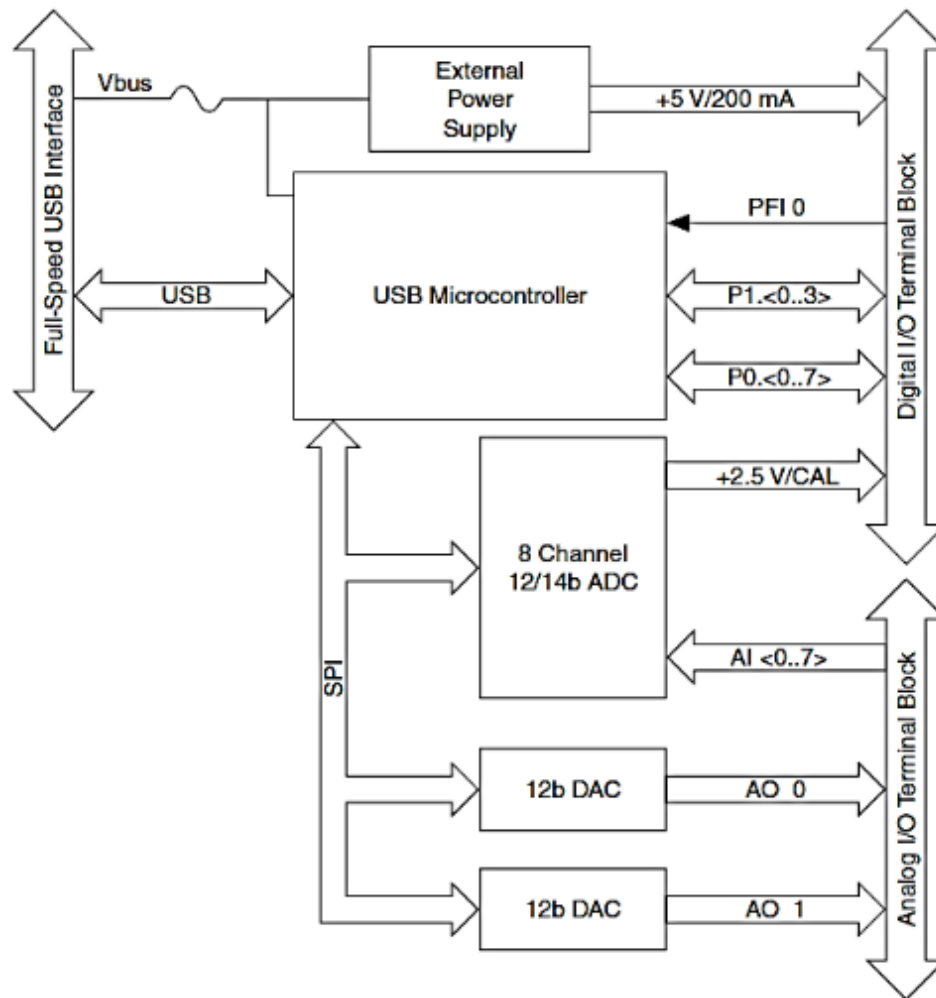 Full-Speed USB Interface
Vbus
External
Power
Supply
+5 V/200 mA
USB
USB Microcontroller
PFI 0
P1.<0..3>
P0.<0..7>
Digital I/O Terminal Block
SPI
8 Channel
12/14b ADC
+2.5 V/CAL
AI <0..7>
12b DAC
AO 0
12b DAC
AO 1
Analog I/O Terminal Block